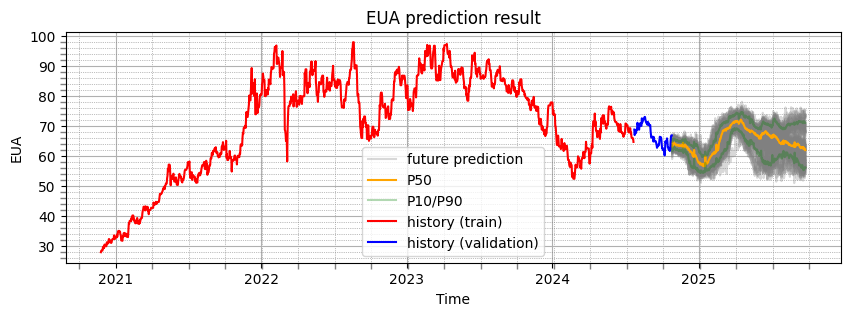 EUA prediction result
100
90
80
70
60
50
40
30
EUA
future prediction
P50
P10/P90
history (train)
history (validation)
2021
2022
2023
2024
2025
Time